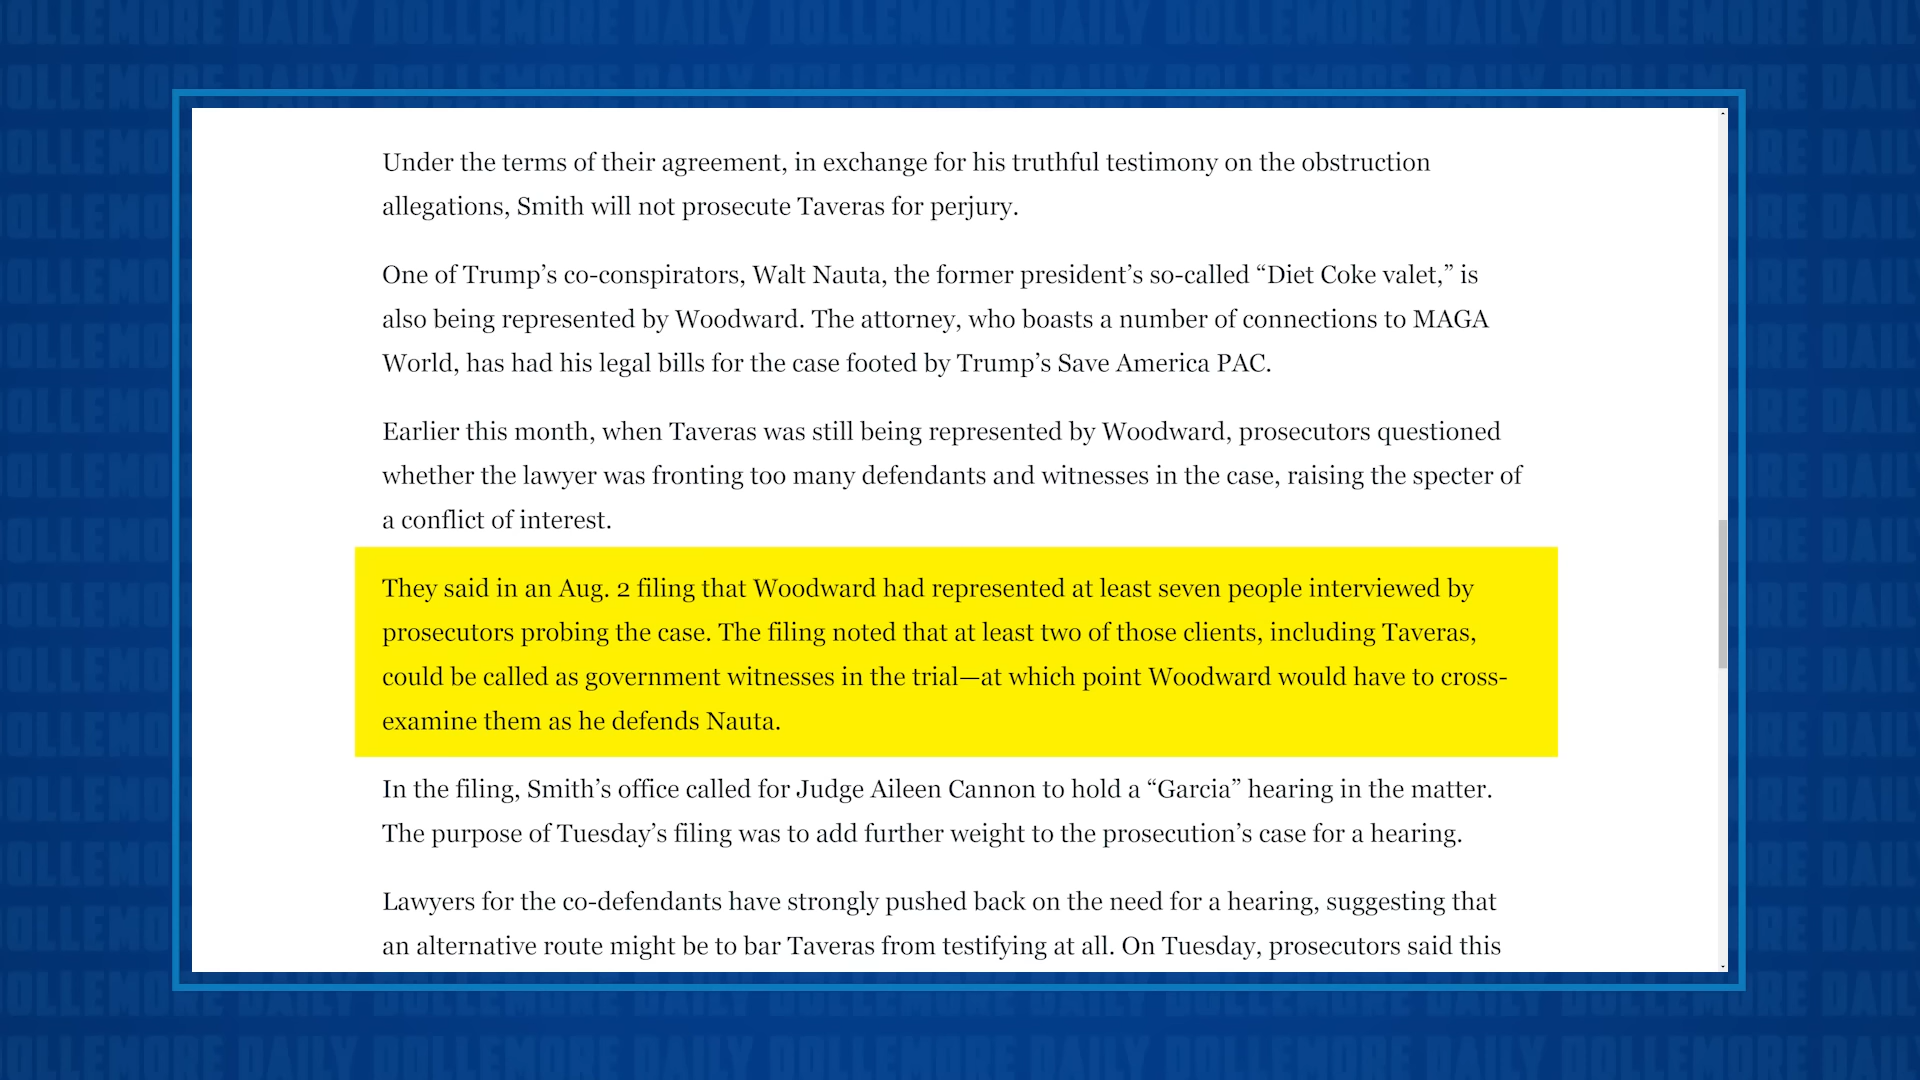 Under the terms of their agreement, in exchange for his truthful testimony on the obstruction
allegations, Smith will not prosecute Taveras for perjury.
One of Trump’s co-conspirators, Walt Nauta, the former president’s so-called “Diet Coke valet,” is
also being represented by Woodward. The attorney, who boasts a number of connections to MAGA
World, has had his legal bills for the case footed by Trump’s Save America PAC.
Earlier this month, when Taveras was still being represented by Woodward, prosecutors questioned
whether the lawyer was fronting too many defendants and witnesses in the case, raising the specter of
a conflict of interest.
They said in an Aug. 2 filing that Woodward had represented at least seven people interviewed by
prosecutors probing the case. The filing noted that at least two of those clients, including Taveras,
could be called as government witnesses in the trial—at which point Woodward would have to cross-
examine them as he defends Nauta.
In the filing, Smith’s office called for Judge Aileen Cannon to hold a “Garcia” hearing in the matter.
The purpose of Tuesday’s filing was to add further weight to the prosecution’s case for a hearing.
Lawyers for the co-defendants have strongly pushed back on the need for a hearing, suggesting that
an alternative route might be to bar Taveras from testifying at all. On Tuesday, prosecutors said this